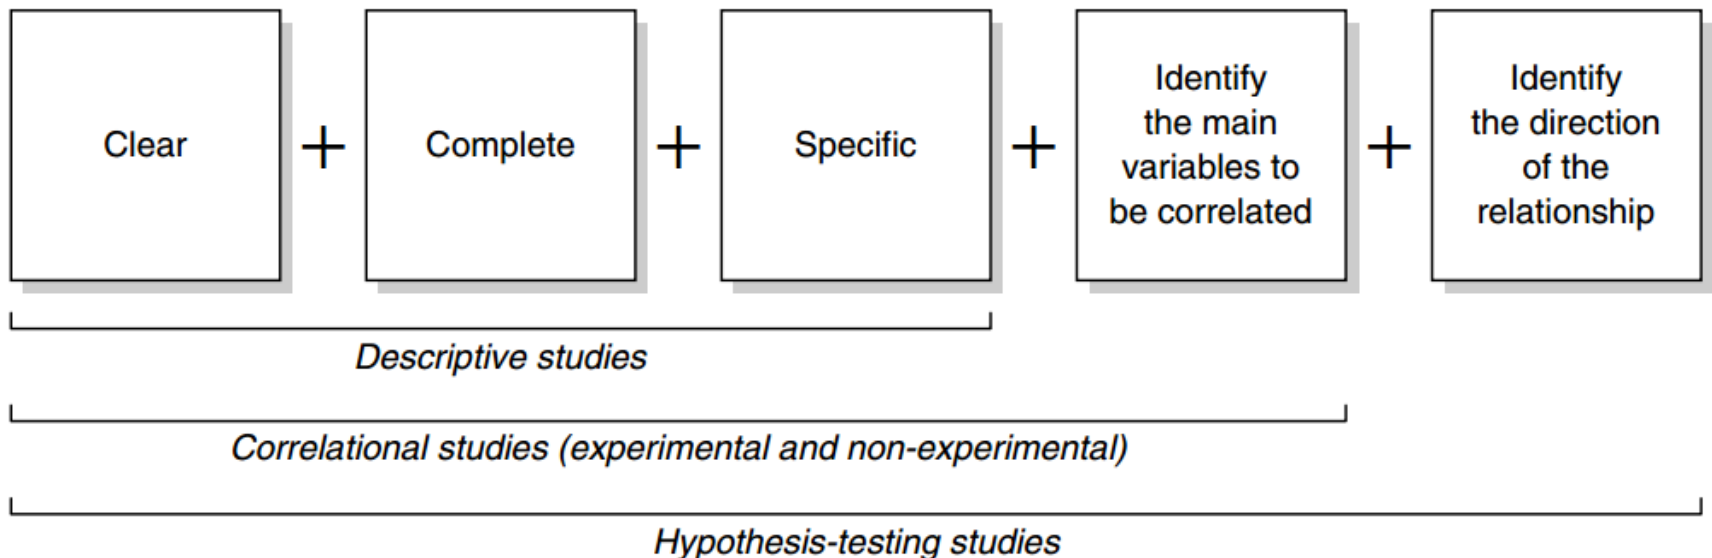 Clear
+
Complete
+
Specific
+
Identify
the main
variables to
be correlated
+
Identify
the direction
of the
relationship
Descriptive studies
Correlational studies (experimental and non-experimental)
Hypothesis-testing studies